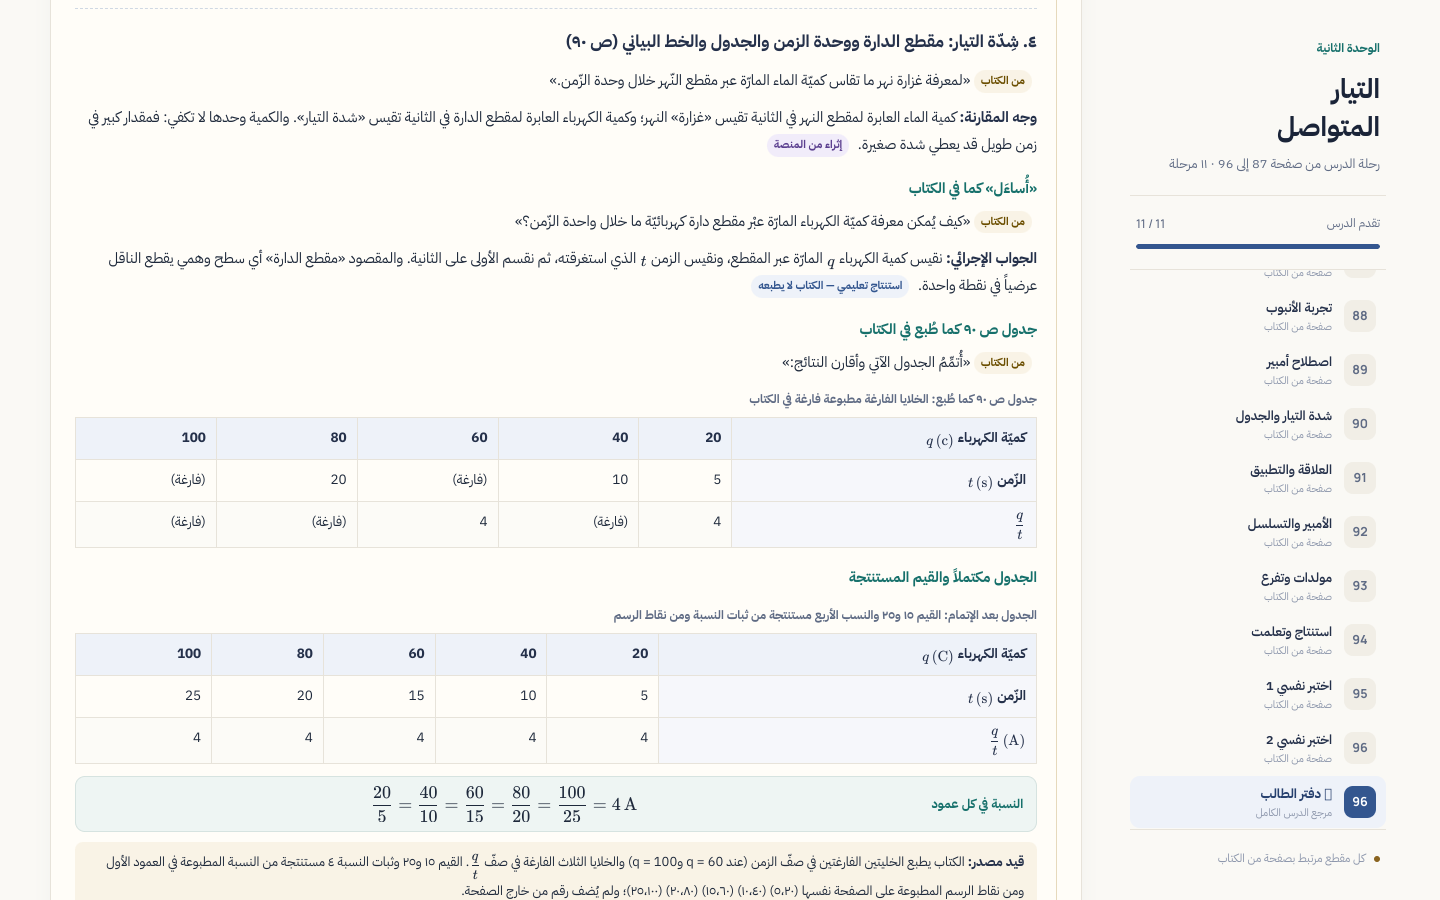 الوحدة الثانية
التيار
المتواصل
رحلة الدرس من صفحة 87 إلى 96 · ١١ مرحلة
تقدم الدرس 11 / 11
صفحة من الكتاب
88 تجربة الأنبوب
صفحة من الكتاب
89 اصطلاح أمبير
صفحة من الكتاب
90 شدة التيار والجدول
صفحة من الكتاب
91 العلاقة والتطبيق
صفحة من الكتاب
92 الأمبير والتسلسل
صفحة من الكتاب
93 مولدات وتفرع
صفحة من الكتاب
94 استنتاج وتعلمت
صفحة من الكتاب
95 اختبر نفسي 1
صفحة من الكتاب
96 اختبر نفسي 2
صفحة من الكتاب
96 دفتر الطالب
مرجع الدرس الكامل
كل مقطع مرتبط بصفحة من الكتاب
٤. شِدّة التيار: مقطع الدارة ووحدة الزمن والجدول والخط البياني (ص ٩٠)
من الكتاب «لمعرفة غزارة نهر ما تقاس كميّة الماء المارّة عبر مقطع النّهر خلال وحدة الزّمن.»
وجه المقارنة: كمية الماء العابرة لمقطع النهر في الثانية تقيس «غزارة» النهر؛ وكمية الكهرباء العابرة لمقطع الدارة في الثانية تقيس «شدة التيار». والكمية وحدها لا تكفي: فمقدار كبير في
زمن طويل قد يعطي شدة صغيرة. إثراء من المنصة
«أُساءَل» كما في الكتاب
من الكتاب «كيف يُمكن معرفة كميّة الكهرباء المارّة عبْر مقطع دارة كهربائيّة ما خلال واحدة الزّمن؟»
الجواب الإجرائي: نقيس كمية الكهرباء q المارّة عبر المقطع، ونقيس الزمن t الذي استغرقته، ثم نقسم الأولى على الثانية. والمقصود «مقطع الدارة» أي سطح وهمي يقطع الناقل
عرضياً في نقطة واحدة. استنتاج تعليمي — الكتاب لا يطبعه
جدول ص ٩٠ كما طُبع في الكتاب
من الكتاب «أُتمِّمُ الجدول الآتي وأقارن النتائج:»
جدول ص ٩٠ كما طُبع: الخلايا الفارغة مطبوعة فارغة في الكتاب
كميّة الكهرباء q (c) 20 40 60 80 100
الزّمن t (s) 5 10 (فارغة) 20 (فارغة)
q/t 4 (فارغة) 4 (فارغة) (فارغة)
الجدول مكتملاً والقيم المستنتجة
الجدول بعد الإتمام: القيم ١٥ و٢٥ والنسب الأربع مستنتجة من ثبات النسبة ومن نقاط الرسم
كميّة الكهرباء q (C) 20 40 60 80 100
الزّمن t (s) 5 10 15 20 25
q/t (A) 4 4 4 4 4
النسبة في كل عمود 20/5 = 40/10 = 60/15 = 80/20 = 100/25 = 4 A
قيد مصدر: الكتاب يطبع الخليتين الفارغتين في صفّ الزمن (عند q = 60 وq = 100) والخلايا الثلاث الفارغة في صفّ q/t. القيم ١٥ و٢٥ وثبات النسبة ٤ مستنتجة من النسبة المطبوعة في العمود الأول
ومن نقاط الرسم المطبوعة على الصفحة نفسها (٥،٢٠) (١٠،٤٠) (١٥،٦٠) (٢٠،٨٠) (٢٥،١٠٠)؛ ولم يُضف رقم من خارج الصفحة.